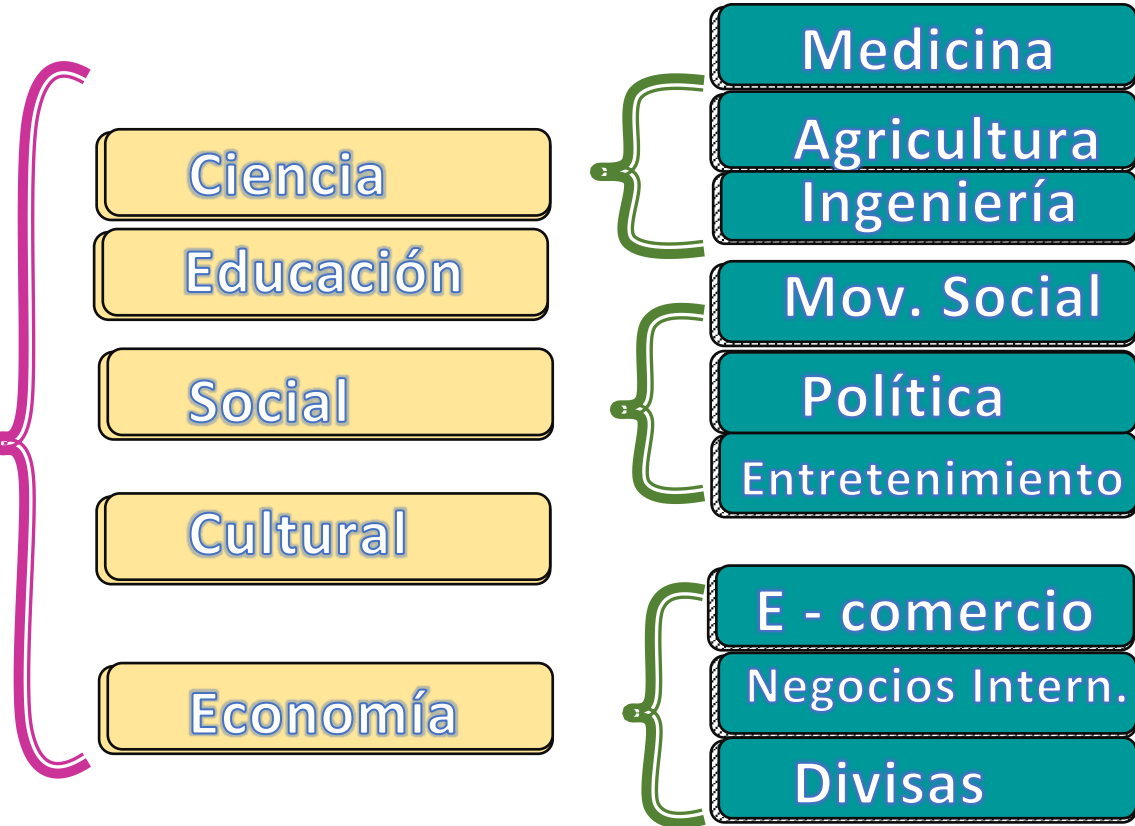 Ciencia
Educación
Social
Cultural
Economía
Medicina
Agricultura
Ingeniería
Mov. Social
Política
Entretenimiento
E - comercio
Negocios Intern.
Divisas